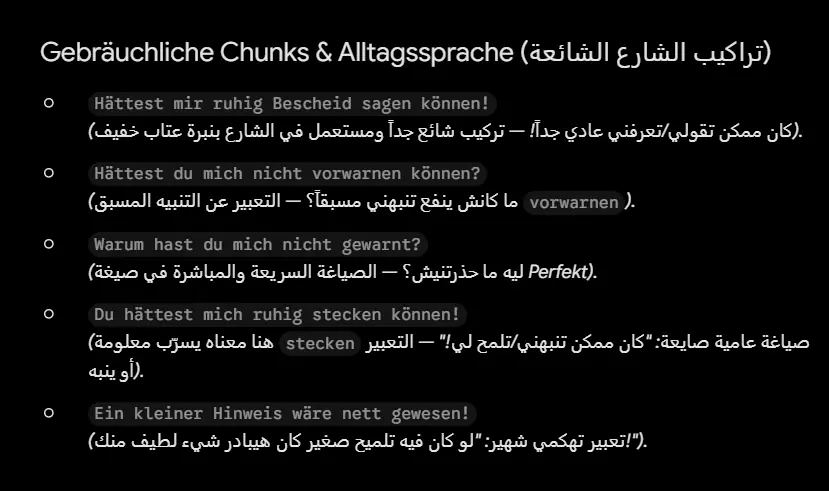 Gebräuchliche Chunks & Alltagssprache (تراكيب الشارع الشائعة)
Hättest mir ruhig Bescheid sagen können!
(كان ممكن تقولي/تعرفني عادي جداً! — تركيب شائع جداً ومستعمل في الشارع بنبرة عتاب خفيف).
Hättest du mich nicht vorwarnen können?
(ما كانش ينفع تنبهني مسبقاً؟ — التعبير عن التنبيه المسبق vorwarnen).
Warum hast du mich nicht gewarnt?
(ليه ما حذرتنيش؟ — الصياغة السريعة والمباشرة في صيغة Perfekt).
Du hättest mich ruhig stecken können!
(صياغة عامية صايعة: "كان ممكن تنبهني/تلمح لي!" — التعبير stecken هنا معناه يسرّب معلومة
أو ينبه).
Ein kleiner Hinweis wäre nett gewesen!
(تعبير تهكمي شهير: "لو كان فيه تلميح صغير كان هيبادر شيء لطيف منك!").